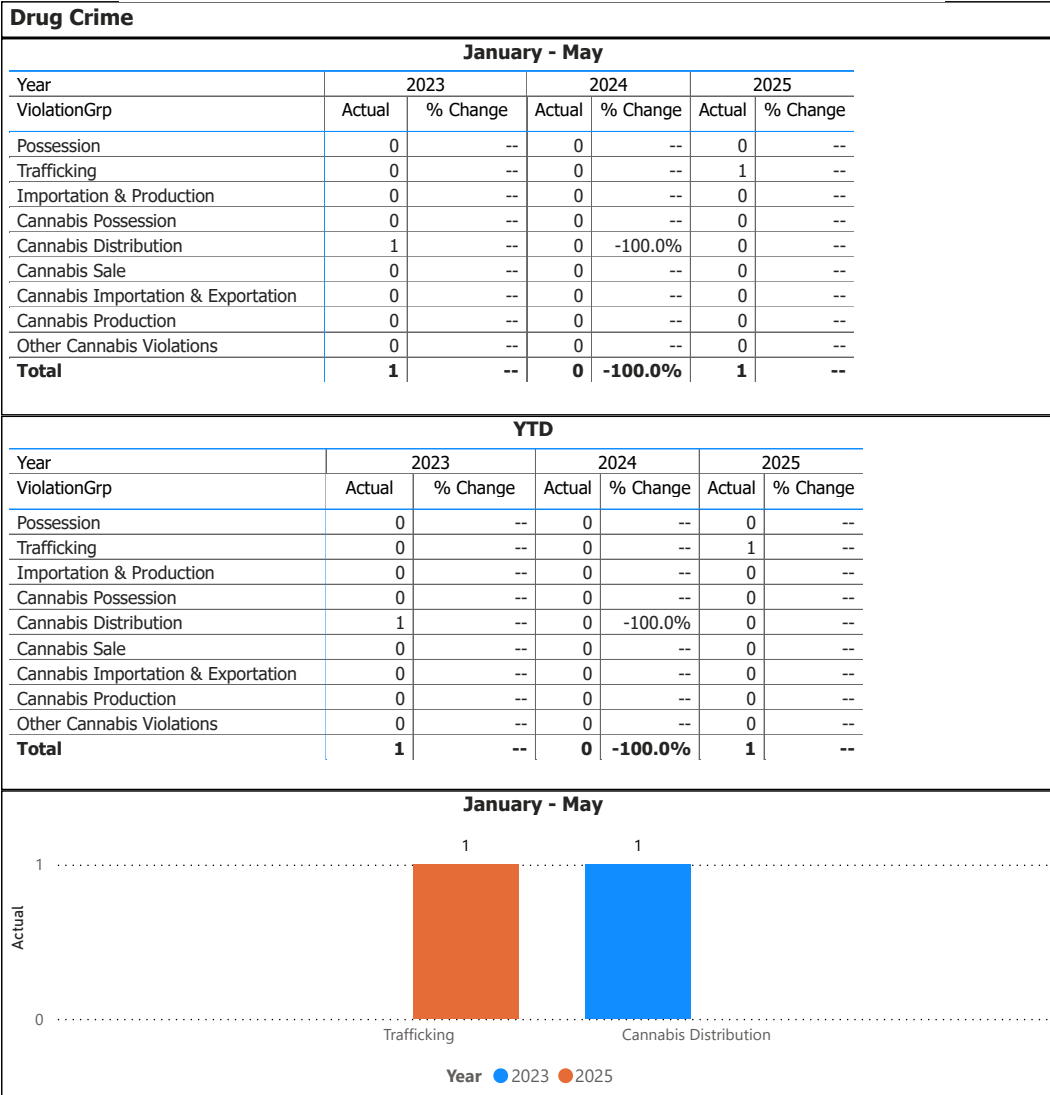 Drug Crime
January - May
Year 2023 2024 2025
ViolationGrp Actual % Change Actual % Change Actual % Change
Possession 0 -- 0 -- 0 --
Trafficking 0 -- 0 -- 1 --
Importation & Production 0 -- 0 -- 0 --
Cannabis Possession 0 -- 0 -- 0 --
Cannabis Distribution 1 -- 0 -100.0% 0 --
Cannabis Sale 0 -- 0 -- 0 --
Cannabis Importation & Exportation 0 -- 0 -- 0 --
Cannabis Production 0 -- 0 -- 0 --
Other Cannabis Violations 0 -- 0 -- 0 --
Total 1 -- 0 -100.0% 1 --
YTD
Year 2023 2024 2025
ViolationGrp Actual % Change Actual % Change Actual % Change
Possession 0 -- 0 -- 0 --
Trafficking 0 -- 0 -- 1 --
Importation & Production 0 -- 0 -- 0 --
Cannabis Possession 0 -- 0 -- 0 --
Cannabis Distribution 1 -- 0 -100.0% 0 --
Cannabis Sale 0 -- 0 -- 0 --
Cannabis Importation & Exportation 0 -- 0 -- 0 --
Cannabis Production 0 -- 0 -- 0 --
Other Cannabis Violations 0 -- 0 -- 0 --
Total 1 -- 0 -100.0% 1 --
January - May
1 1
1
Actual
0
Trafficking Cannabis Distribution
Year 2023 2025